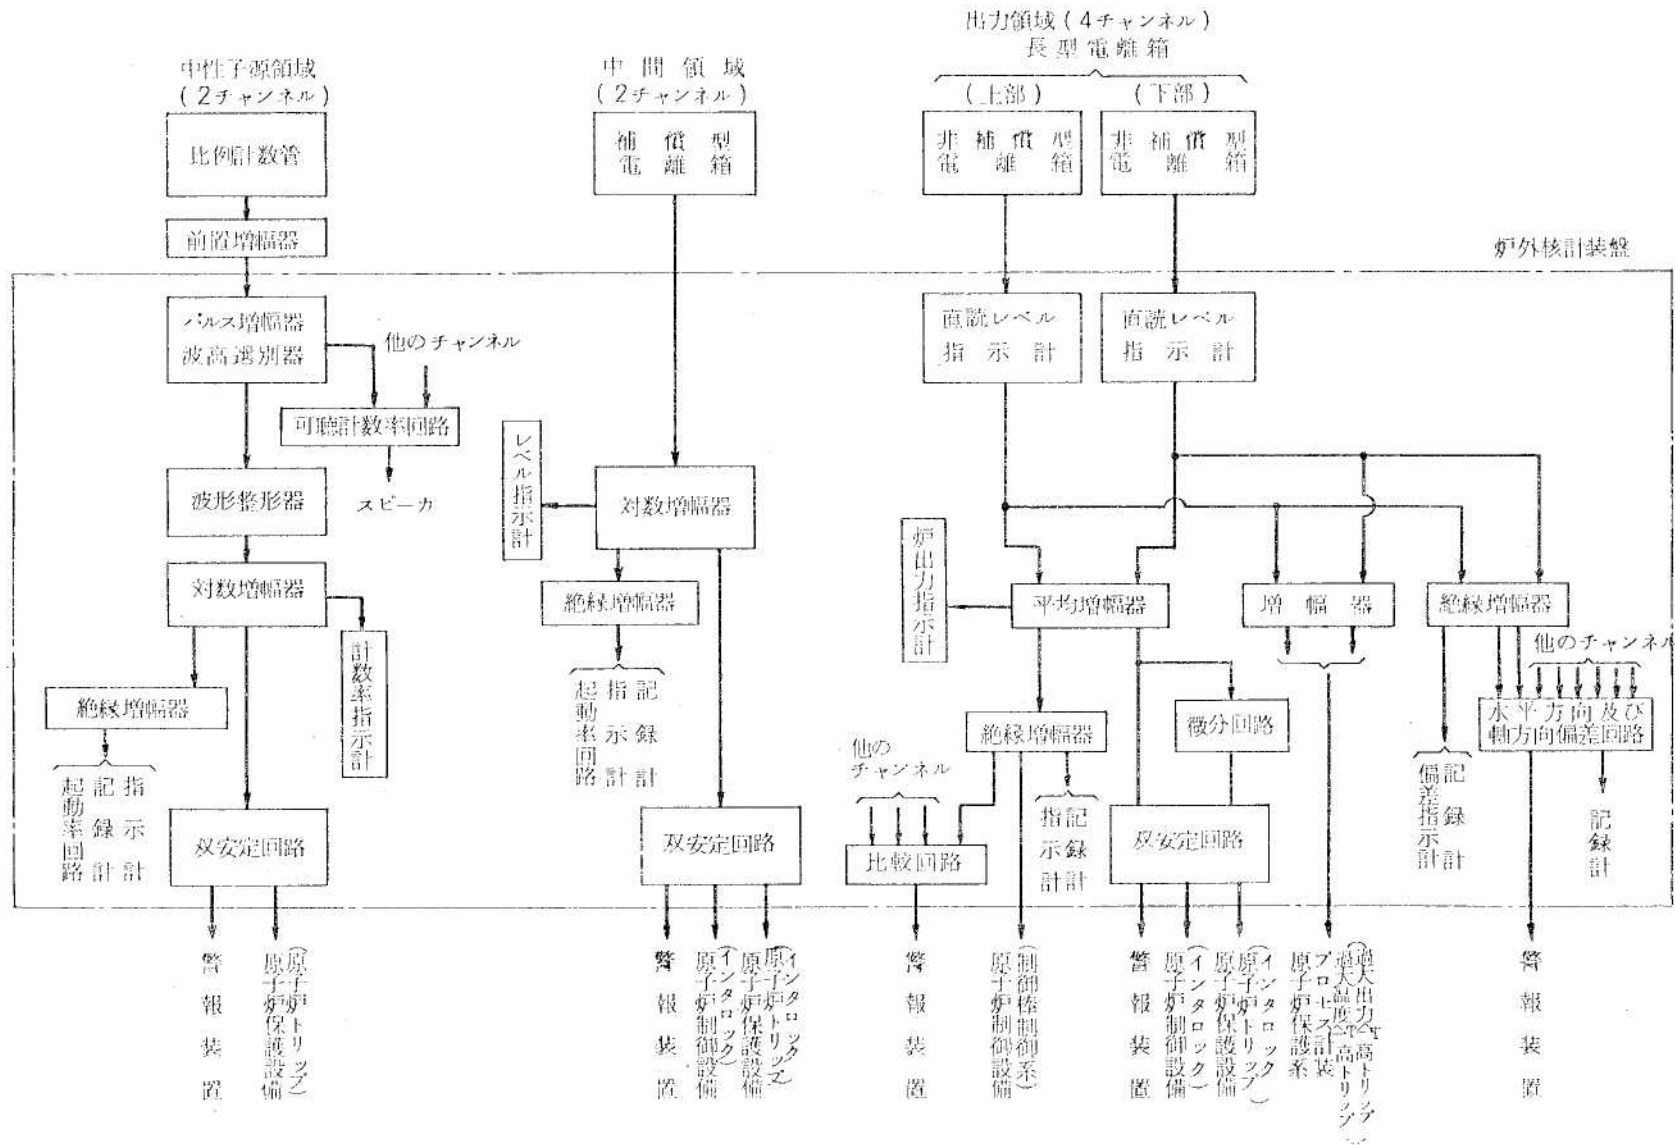 出力領域(4チャンネル)
長型電離箱
中性子源領域
(2チャンネル)
中間領域
(2チャンネル)
(上部)
(下部)
比例計数管
補償型
電離箱
非補償型
電離箱
非補償型
電離箱
前置増幅器
炉外核計装盤
パルス増幅器
波高選別器
他のチャンネル
直読レベル
指示計
直読レベル
指示計
可聴計数率回路
スピーカ
レベル指示計
波形整形器
対数増幅器
炉出力指示計
対数増幅器
絶縁増幅器
平均増幅器
増幅器
絶縁増幅器
計数率指示計
他のチャンネル
絶縁増幅器
起動率回路
指示計
記録計
絶縁増幅器
微分回路
水平方向及び
軸方向偏差回路
他の
チャンネル
起動率回路
記録計
指示計
指示計
記録計
偏差指示計
記録計
記録計
双安定回路
双安定回路
比較回路
双安定回路
警報装置
原子炉保護設備
(原子炉トリップ)
警報装置
原子炉制御設備
(インタロック)
原子炉保護設備
(原子炉トリップ)
(インタロック)
警報装置
原子炉制御設備
(制御棒制御系)
警報装置
原子炉制御設備
(インタロック)
原子炉保護設備
(原子炉トリップ)
(インタロック)
原子炉保護系
プロセス計装
(過大温度⊿T高トリップ
過大出力⊿T高トリップ)
警報装置